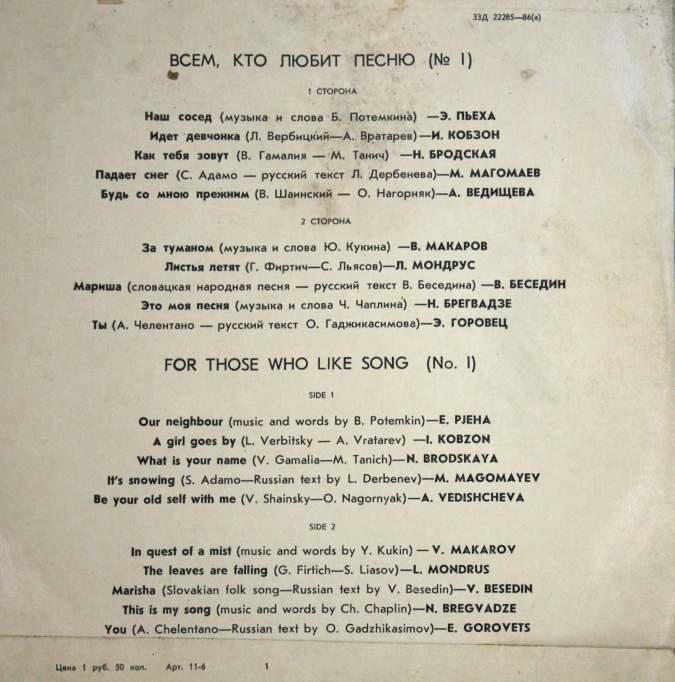 33Д 22285—86(а)
ВСЕМ, КТО ЛЮБИТ ПЕСНЮ (№ 1)
1 СТОРОНА
Наш сосед (музыка и слова Б. Потемкина) —Э. ПЬЕХА
Идет девчонка (Л. Вербицкий—А. Вратарев) —И. КОБЗОН
Как тебя зовут (В. Гамалия — М. Танич) —Н. БРОДСКАЯ
Падает снег (С. Адамо — русский текст Л. Дербенева)—М. МАГОМАЕВ
Будь со мною прежним (В. Шаинский — О. Нагорняк)—А. ВЕДИЩЕВА
2 СТОРОНА
За туманом (музыка и слова Ю. Кукина) —В. МАКАРОВ
Листья летят (Г. Фиртич—С. Льясов)—Л. МОНДРУС
Мариша (словацкая народная песня — русский текст В. Беседина) —В. БЕСЕДИН
Это моя песня (музыка и слова Ч. Чаплина) —Н. БРЕГВАДЗЕ
Ты (А. Челентано — русский текст О. Гаджикасимова)—Э. ГОРОВЕЦ
FOR THOSE WHO LIKE SONG (No. 1)
SIDE 1
Our neighbour (music and words by B. Potemkin)—E. PJEHA
A girl goes by (L. Verbitsky — A. Vratarev) —I. KOBZON
What is your name (V. Gamalia—M. Tanich)—N. BRODSKAYA
It's snowing (S. Adamo—Russian text by L. Derbenev)—M. MAGOMAYEV
Be your old self with me (V. Shainsky—O. Nagornyak)—A. VEDISHCHEVA
SIDE 2
In quest of a mist (music and words by Y. Kukin) — V. MAKAROV
The leaves are falling (G. Firtich—S. Liasov)—L. MONDRUS
Marisha (Slovakian folk song—Russian text by V. Besedin)—V. BESEDIN
This is my song (music and words by Ch. Chaplin)—N. BREGVADZE
You (A. Chelentano—Russian text by O. Gadzhikasimov)—E. GOROVETS
Цена 1 руб. 50 коп. Арт. 11-6 1